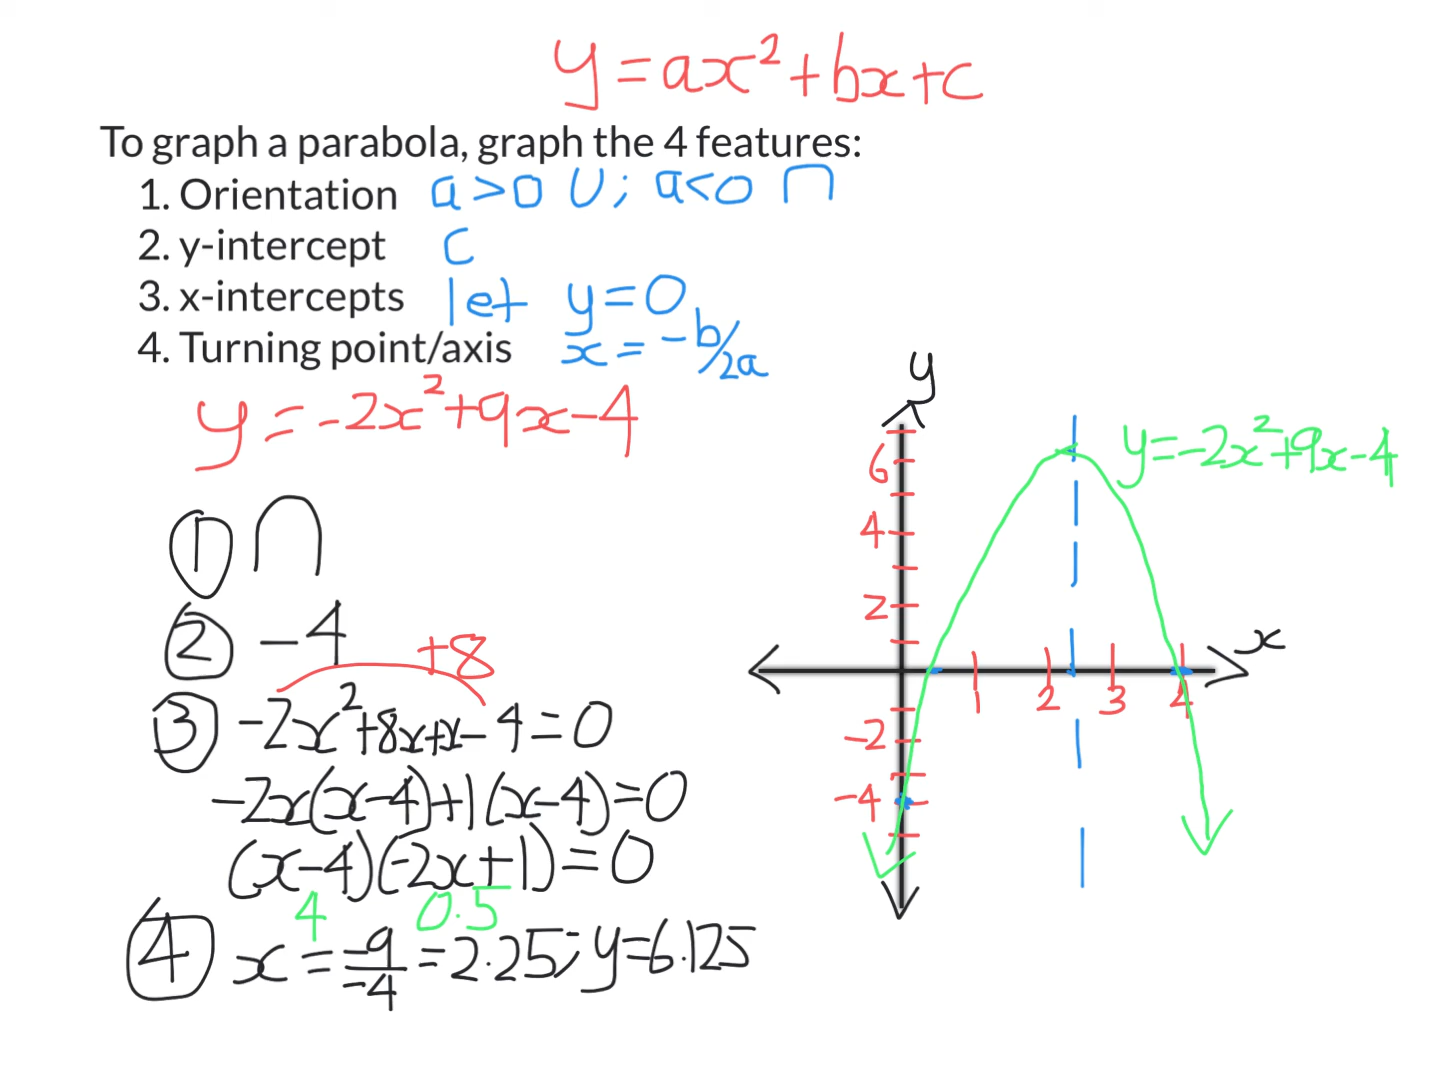 y=ax²+bx+c
To graph a parabola, graph the 4 features:
1. Orientation a>0 ∪; a<0 ∩
2. y-intercept c
3. x-intercepts let y=0
4. Turning point/axis x=-b/2a
y=-2x²+9x-4
① ∩
② -4
+8
③ -2x²+8x+x-4=0
-2x(x-4)+1(x-4)=0
(x-4)(-2x+1)=0
4 0.5
④ x=-9/-4=2.25; y=6.125
y
y=-2x²+9x-4
6
4
2
x
1 2 3 4
-2
-4